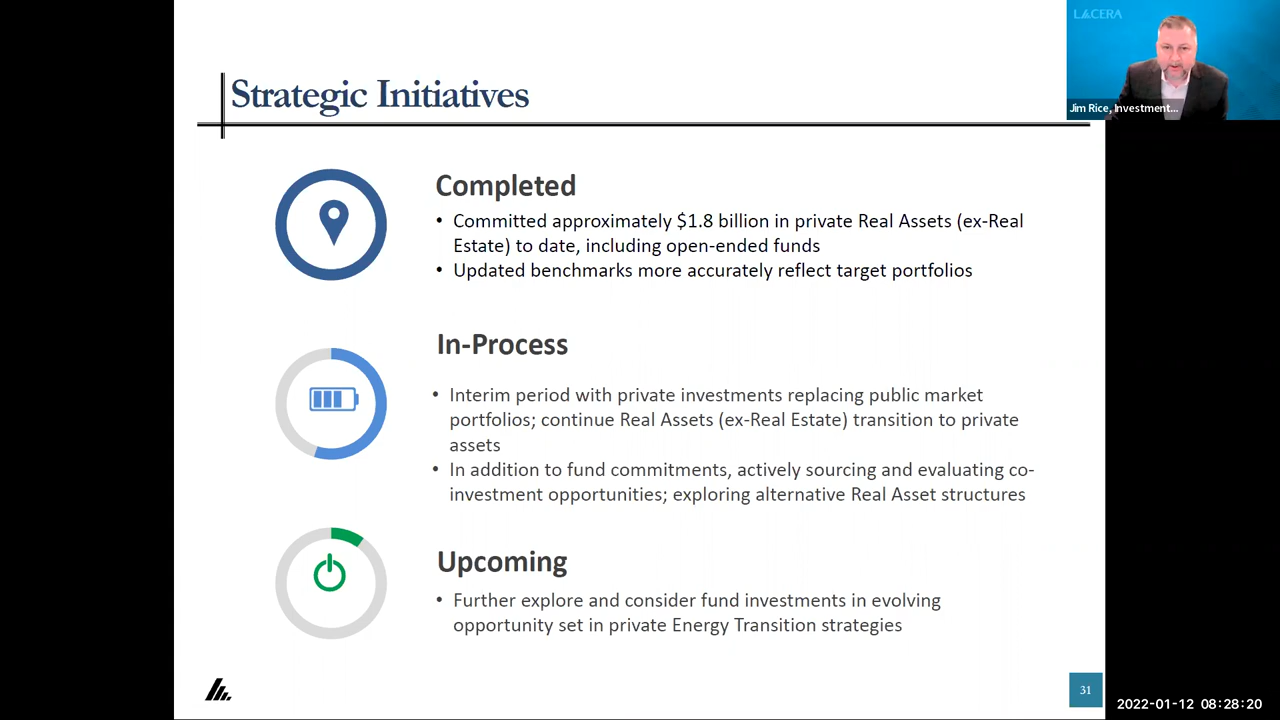 LACERA
Jim Rice, Investment...
Strategic Initiatives
Completed
• Committed approximately $1.8 billion in private Real Assets (ex-Real
Estate) to date, including open-ended funds
• Updated benchmarks more accurately reflect target portfolios
In-Process
• Interim period with private investments replacing public market
portfolios; continue Real Assets (ex-Real Estate) transition to private
assets
• In addition to fund commitments, actively sourcing and evaluating co-
investment opportunities; exploring alternative Real Asset structures
Upcoming
• Further explore and consider fund investments in evolving
opportunity set in private Energy Transition strategies
31
2022-01-12 08:28:20